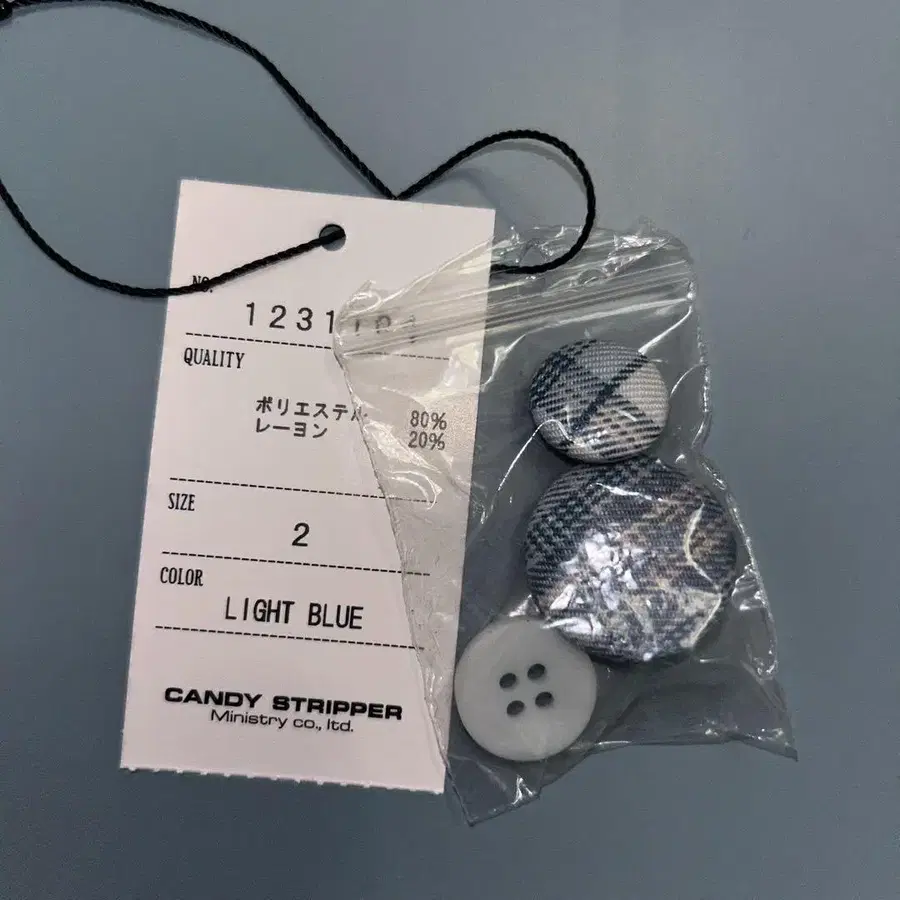 NO.
QUALITY
ポリエステル 80%
レーヨン 20%
SIZE
2
COLOR
LIGHT BLUE
CANDY STRIPPER
Ministry co., ltd.